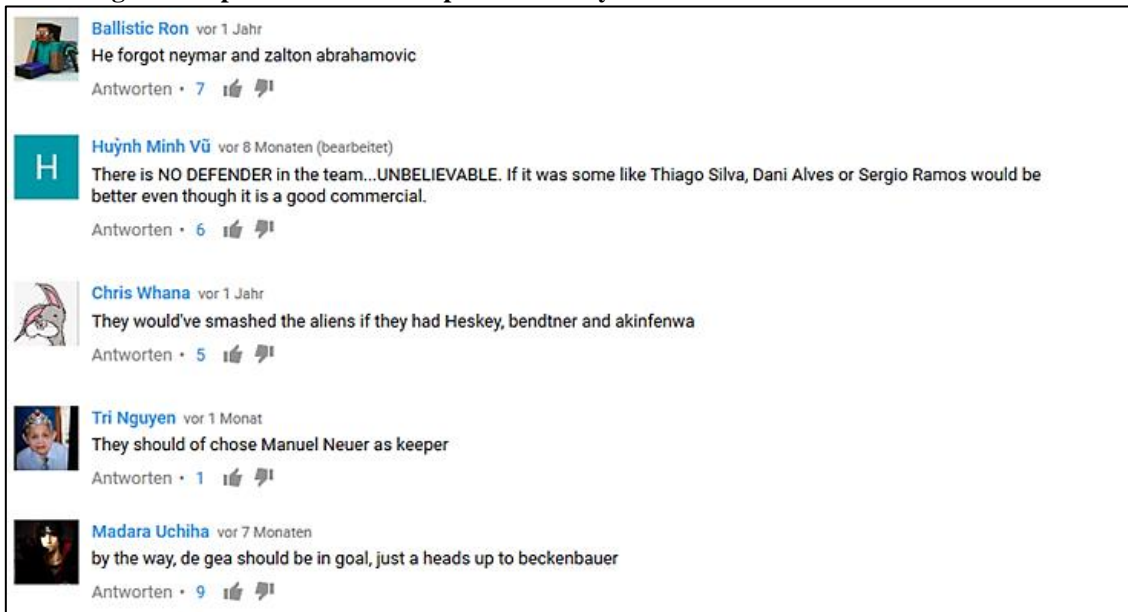 Ballistic Ron vor 1 Jahr
He forgot neymar and zalton abrahamovic
Antworten • 7
H
Huỳnh Minh Vũ vor 8 Monaten (bearbeitet)
There is NO DEFENDER in the team...UNBELIEVABLE. If it was some like Thiago Silva, Dani Alves or Sergio Ramos would be
better even though it is a good commercial.
Antworten • 6
Chris Whana vor 1 Jahr
They would've smashed the aliens if they had Heskey, bendtner and akinfenwa
Antworten • 5
Tri Nguyen vor 1 Monat
They should of chose Manuel Neuer as keeper
Antworten • 1
Madara Uchiha vor 7 Monaten
by the way, de gea should be in goal, just a heads up to beckenbauer
Antworten • 9